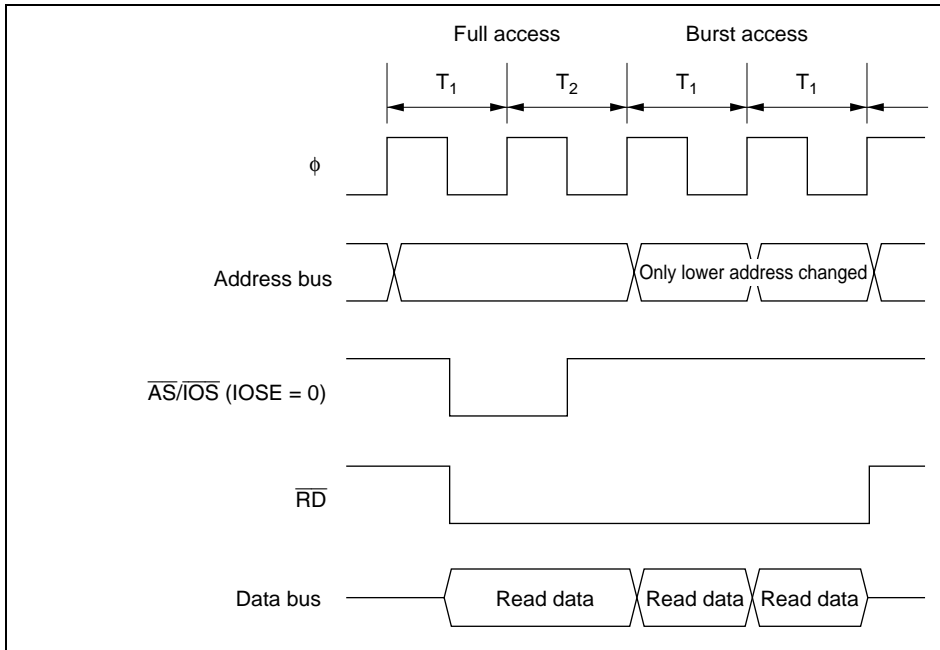 Full access Burst access
T1 T2 T1 T1
ϕ
Address bus Only lower address changed
AS/IOS (IOSE = 0)
RD
Data bus Read data Read data Read data